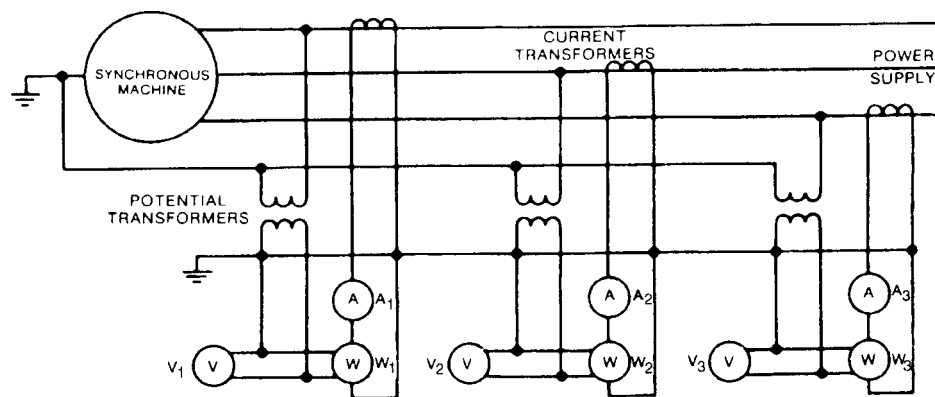 CURRENT
TRANSFORMERS
POWER
SUPPLY
SYNCHRONOUS
MACHINE
POTENTIAL
TRANSFORMERS
A A1
A A2
A A3
V1 V W W1
V2 V W W2
V3 V W W3